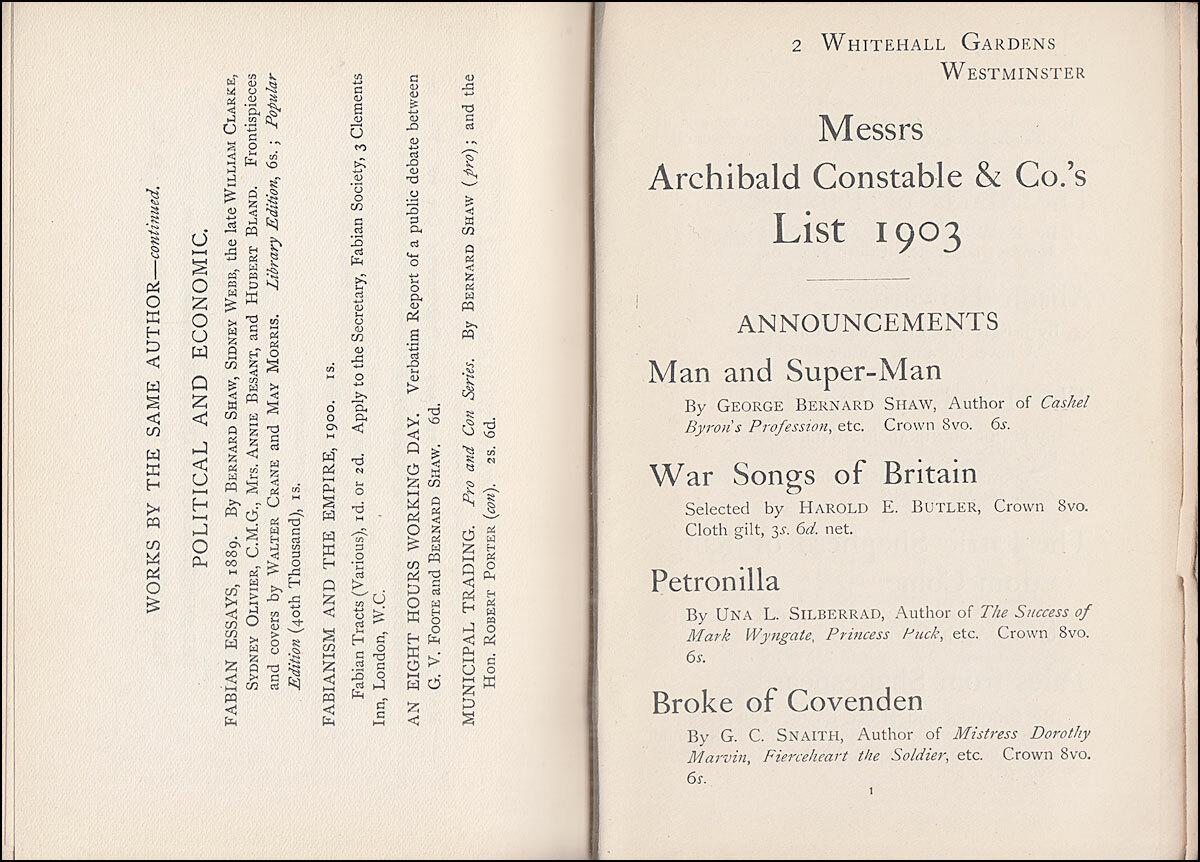 WORKS BY THE SAME AUTHOR—continued.
POLITICAL AND ECONOMIC.
FABIAN ESSAYS, 1889. By BERNARD SHAW, SIDNEY WEBB, the late WILLIAM CLARKE,
SYDNEY OLIVIER, C.M.G., Mrs. ANNIE BESANT, and HUBERT BLAND. Frontispieces
and covers by WALTER CRANE and MAY MORRIS. Library Edition, 6s.; Popular
Edition (40th Thousand), 1s.
FABIANISM AND THE EMPIRE, 1900. 1s.
Fabian Tracts (Various), 1d. or 2d. Apply to the Secretary, Fabian Society, 3 Clements
Inn, London, W.C.
AN EIGHT HOURS WORKING DAY. Verbatim Report of a public debate between
G. V. FOOTE and BERNARD SHAW. 6d.
MUNICIPAL TRADING. Pro and Con Series. By BERNARD SHAW (pro); and the
Hon. ROBERT PORTER (con). 2s. 6d.
2 WHITEHALL GARDENS
WESTMINSTER
Messrs
Archibald Constable & Co.'s
List 1903
ANNOUNCEMENTS
Man and Super-Man
By GEORGE BERNARD SHAW, Author of Cashel
Byron's Profession, etc. Crown 8vo. 6s.
War Songs of Britain
Selected by HAROLD E. BUTLER, Crown 8vo.
Cloth gilt, 3s. 6d. net.
Petronilla
By UNA L. SILBERRAD, Author of The Success of
Mark Wyngate, Princess Puck, etc. Crown 8vo.
6s.
Broke of Covenden
By G. C. SNAITH, Author of Mistress Dorothy
Marvin, Fierceheart the Soldier, etc. Crown 8vo.
6s.
1